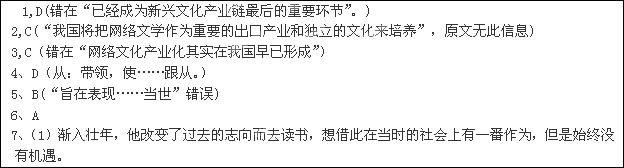 1,D(错在“已经成为新兴文化产业链最后的重要环节”。)
2,C(“我国将把网络文学作为重要的出口产业和独立的文化来培养”，原文无此信息)
3,C（错在“网络文化产业化其实在我国早已形成”）
4、D（从：带领，使……跟从。）
5、B(“旨在表现……当世”错误)
6、A
7、（1）渐入壮年，他改变了过去的志向而去读书，想借此在当时的社会上有一番作为，但是始终没
有机遇。